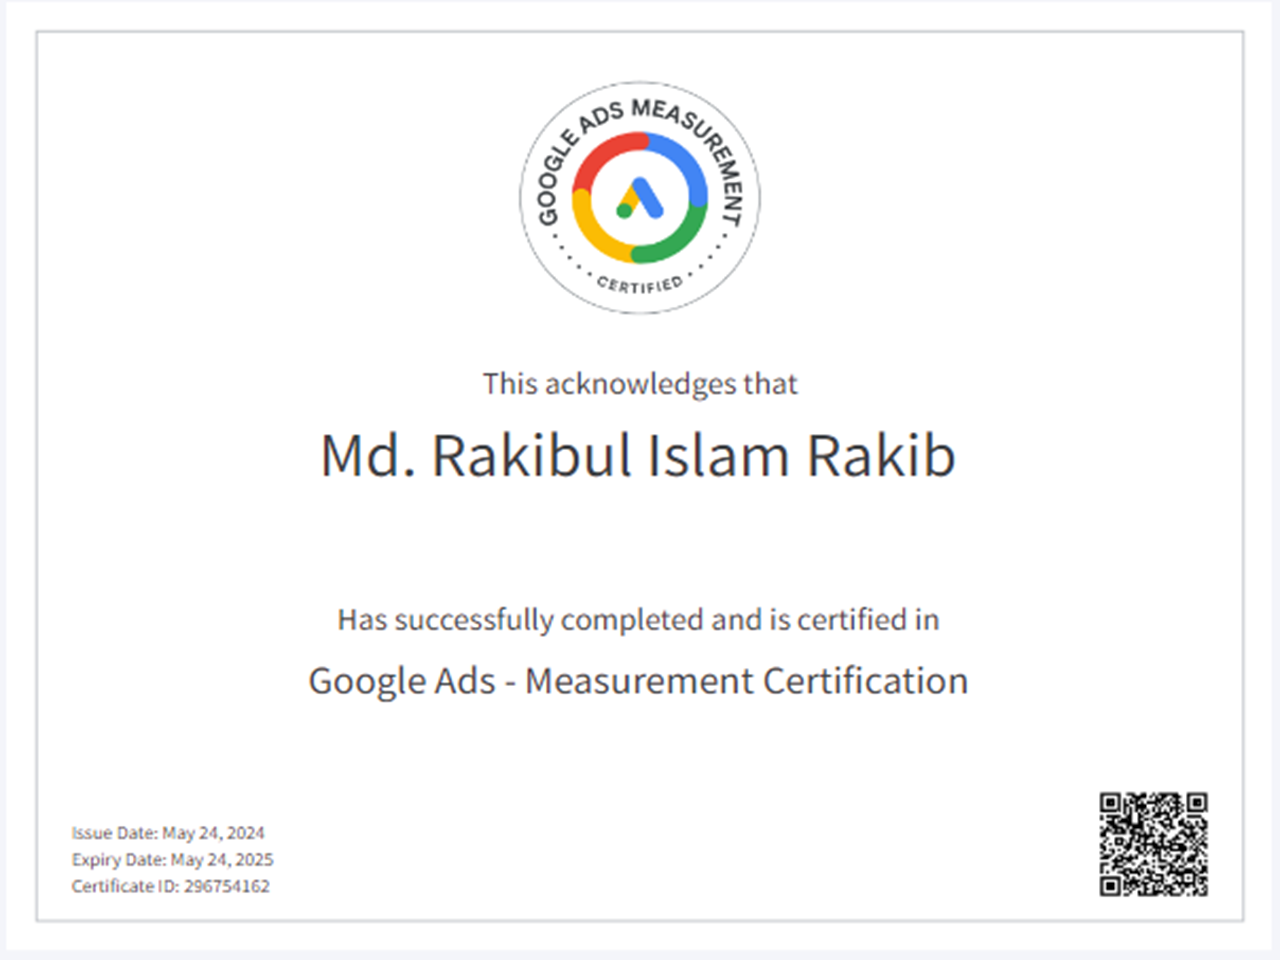 GOOGLE ADS MEASUREMENT
CERTIFIED
This acknowledges that
Md. Rakibul Islam Rakib
Has successfully completed and is certified in
Google Ads - Measurement Certification
Issue Date: May 24, 2024
Expiry Date: May 24, 2025
Certificate ID: 296754162